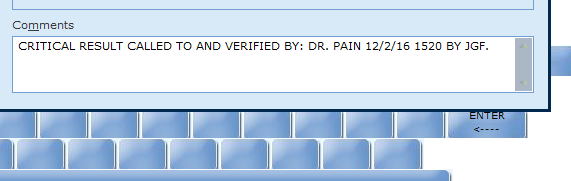 Comments
CRITICAL RESULT CALLED TO AND VERIFIED BY: DR. PAIN 12/2/16 1520 BY JGF.
ENTER
<----